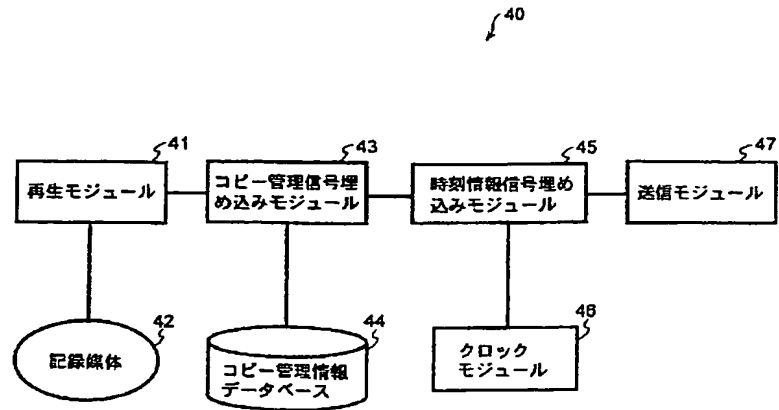 40
41
43
45
47
再生モジュール
コピー管理信号埋
め込みモジュール
時刻情報信号埋め
込みモジュール
送信モジュール
42
44
46
記録媒体
コピー管理情報
データベース
クロック
モジュール